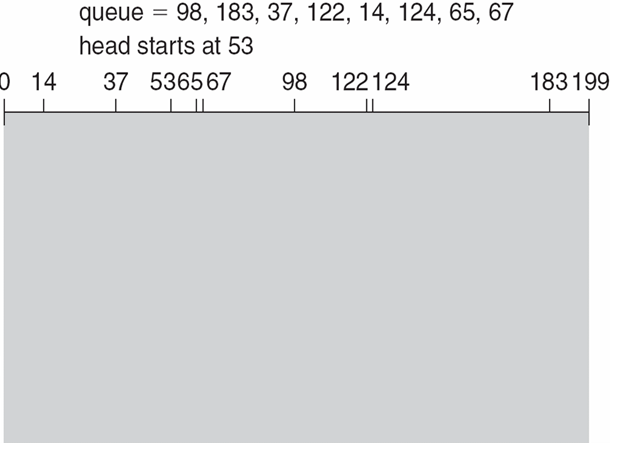 queue = 98, 183, 37, 122, 14, 124, 65, 67
head starts at 53
0 14 37 53 65 67 98 122 124 183 199